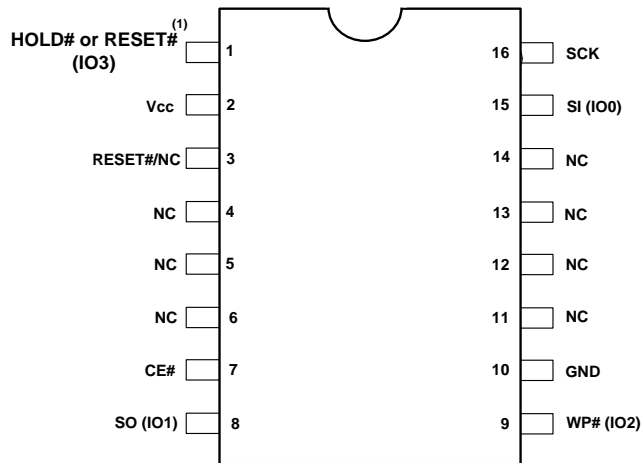 HOLD# or RESET# (1)
(IO3)
1
16
SCK
Vcc
2
15
SI (IO0)
RESET#/NC
3
14
NC
NC
4
13
NC
NC
5
12
NC
NC
6
11
NC
CE#
7
10
GND
SO (IO1)
8
9
WP# (IO2)